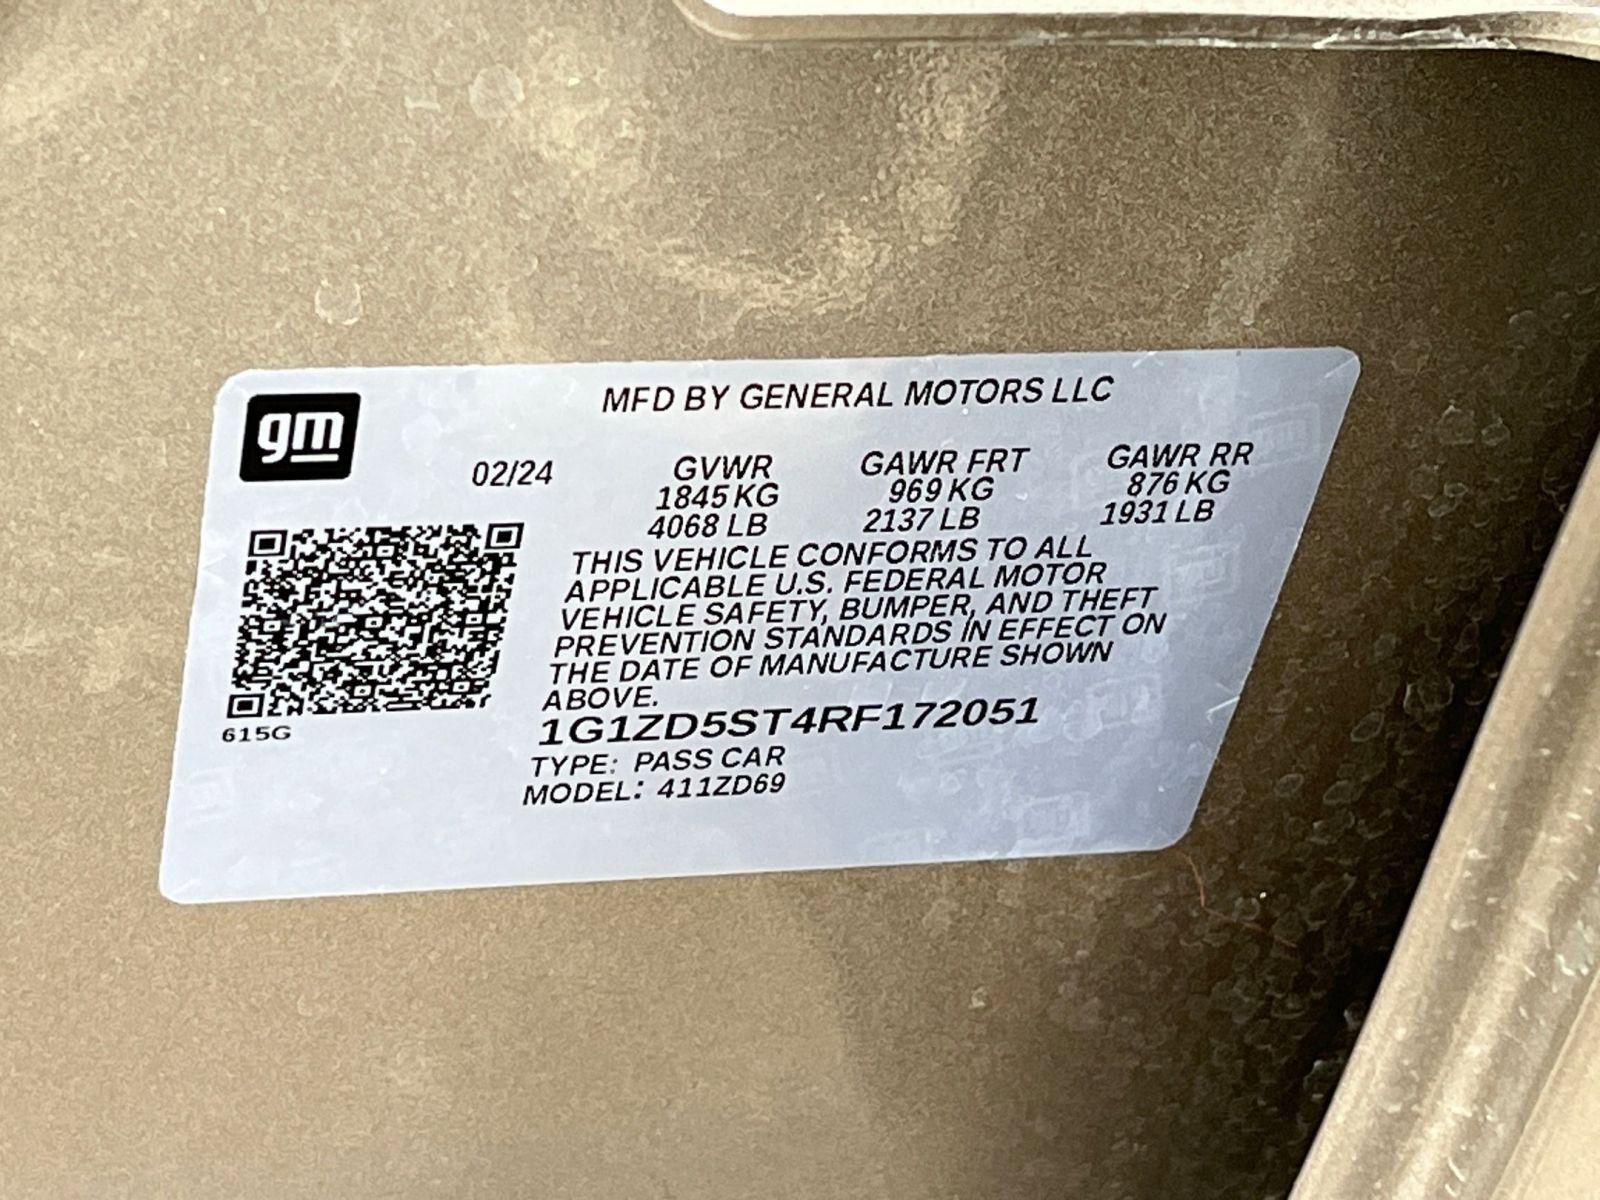 gm
MFD BY GENERAL MOTORS LLC
02/24
GVWR GAWR FRT GAWR RR
1845 KG 969 KG 876 KG
4068 LB 2137 LB 1931 LB
THIS VEHICLE CONFORMS TO ALL
APPLICABLE U.S. FEDERAL MOTOR
VEHICLE SAFETY, BUMPER, AND THEFT
PREVENTION STANDARDS IN EFFECT ON
THE DATE OF MANUFACTURE SHOWN
ABOVE.
615G
1G1ZD5ST4RF172051
TYPE: PASS CAR
MODEL: 411ZD69